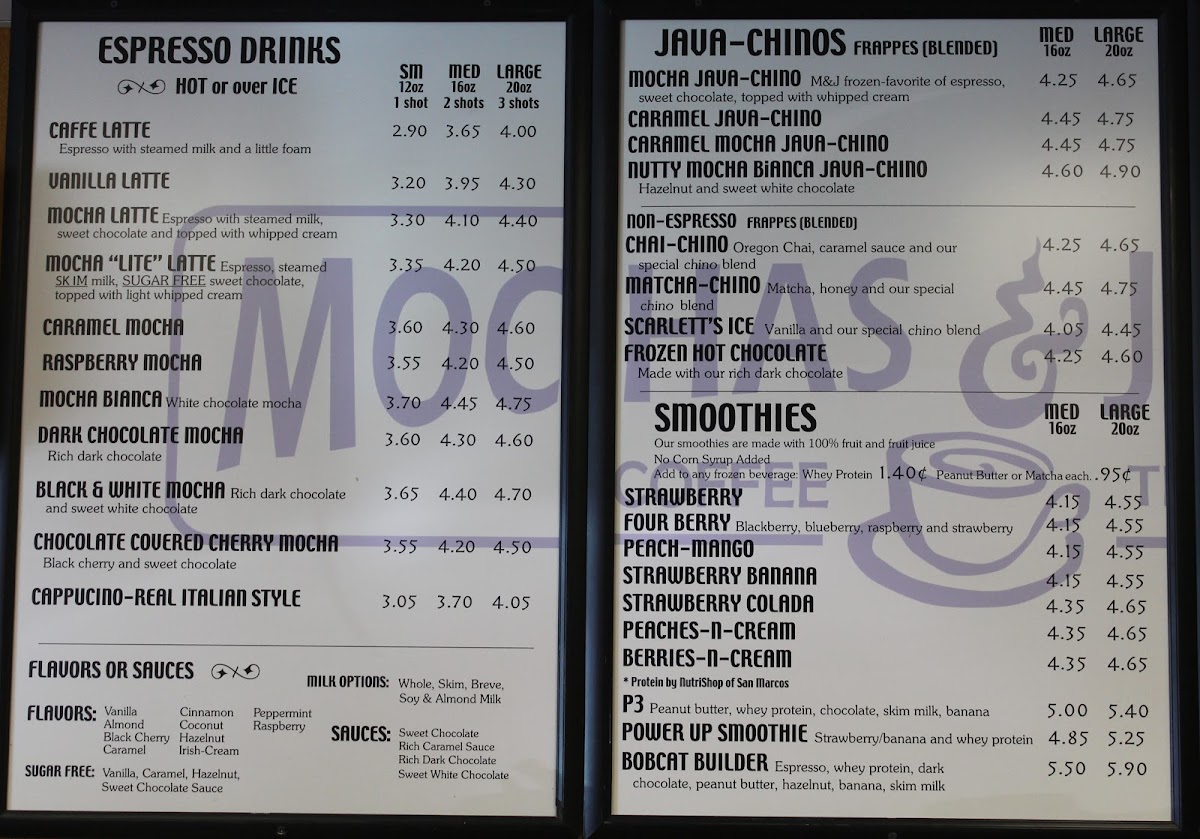 ESPRESSO DRINKS
HOT or over ICE
SM MED LARGE
12oz 16oz 20oz
1 shot 2 shots 3 shots
CAFFE LATTE 2.90 3.65 4.00
Espresso with steamed milk and a little foam
VANILLA LATTE 3.20 3.95 4.30
MOCHA LATTE Espresso with steamed milk, 3.30 4.10 4.40
sweet chocolate and topped with whipped cream
MOCHA "LITE" LATTE Espresso, steamed 3.35 4.20 4.50
SKIM milk, SUGAR FREE sweet chocolate,
topped with light whipped cream
CARAMEL MOCHA 3.60 4.30 4.60
RASPBERRY MOCHA 3.55 4.20 4.50
MOCHA BIANCA White chocolate mocha 3.70 4.45 4.75
DARK CHOCOLATE MOCHA 3.60 4.30 4.60
Rich dark chocolate
BLACK & WHITE MOCHA Rich dark chocolate 3.65 4.40 4.70
and sweet white chocolate
CHOCOLATE COVERED CHERRY MOCHA 3.55 4.20 4.50
Black cherry and sweet chocolate
CAPPUCINO-REAL ITALIAN STYLE 3.05 3.70 4.05
FLAVORS OR SAUCES
FLAVORS: Vanilla Cinnamon Peppermint
Almond Coconut Raspberry
Black Cherry Hazelnut
Caramel Irish-Cream
SUGAR FREE: Vanilla, Caramel, Hazelnut,
Sweet Chocolate Sauce
MILK OPTIONS: Whole, Skim, Breve,
Soy & Almond Milk
SAUCES: Sweet Chocolate
Rich Caramel Sauce
Rich Dark Chocolate
Sweet White Chocolate
JAVA-CHINOS FRAPPES (BLENDED) MED LARGE
16oz 20oz
MOCHA JAVA-CHINO M&J frozen-favorite of espresso, 4.25 4.65
sweet chocolate, topped with whipped cream
CARAMEL JAVA-CHINO 4.45 4.75
CARAMEL MOCHA JAVA-CHINO 4.45 4.75
NUTTY MOCHA BiANCA JAVA-CHINO 4.60 4.90
Hazelnut and sweet white chocolate
NON-ESPRESSO FRAPPES (BLENDED)
CHAI-CHINO Oregon Chai, caramel sauce and our 4.25 4.65
special chino blend
MATCHA-CHINO Matcha, honey and our special 4.45 4.75
chino blend
SCARLETT'S ICE Vanilla and our special chino blend 4.05 4.45
FROZEN HOT CHOCOLATE 4.25 4.60
Made with our rich dark chocolate
SMOOTHIES MED LARGE
16oz 20oz
Our smoothies are made with 100% fruit and fruit juice
No Corn Syrup Added
Add to any frozen beverage: Whey Protein 1.40¢ Peanut Butter or Matcha each. .95¢
STRAWBERRY 4.15 4.55
FOUR BERRY Blackberry, blueberry, raspberry and strawberry 4.15 4.55
PEACH-MANGO 4.15 4.55
STRAWBERRY BANANA 4.15 4.55
STRAWBERRY COLADA 4.35 4.65
PEACHES-N-CREAM 4.35 4.65
BERRIES-N-CREAM 4.35 4.65
* Protein by NutriShop of San Marcos
P3 Peanut butter, whey protein, chocolate, skim milk, banana 5.00 5.40
POWER UP SMOOTHIE Strawberry/banana and whey protein 4.85 5.25
BOBCAT BUILDER Espresso, whey protein, dark 5.50 5.90
chocolate, peanut butter, hazelnut, banana, skim milk
MOCHAS & J
COFFEE T